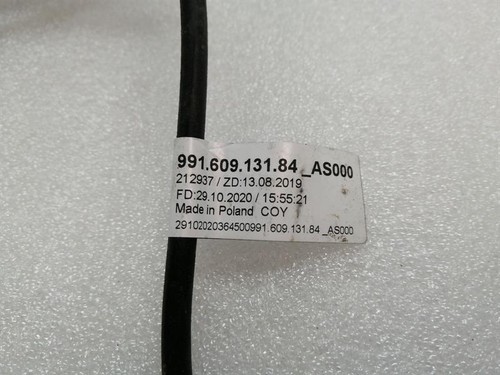 991.609.131.84 _AS000
212937 / ZD:13.08.2019
FD:29.10.2020 / 15:55:21
Made in Poland COY
29102020364500991.609.131.84 _AS000